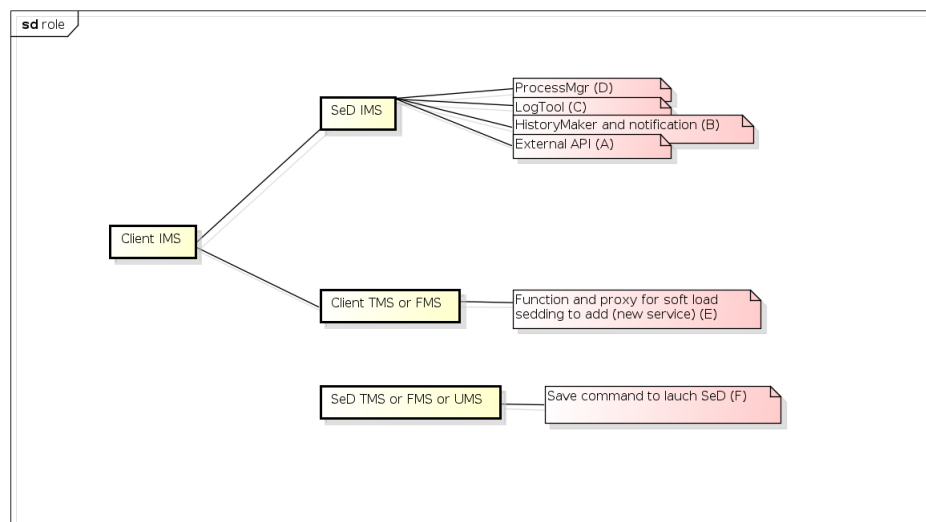 sd role
ProcessMgr (D)
SeD IMS
LogTool (C)
HistoryMaker and notification (B)
External API (A)
Client IMS
Client TMS or FMS
Function and proxy for soft load
sedding to add (new service) (E)
SeD TMS or FMS or UMS
Save command to lauch SeD (F)